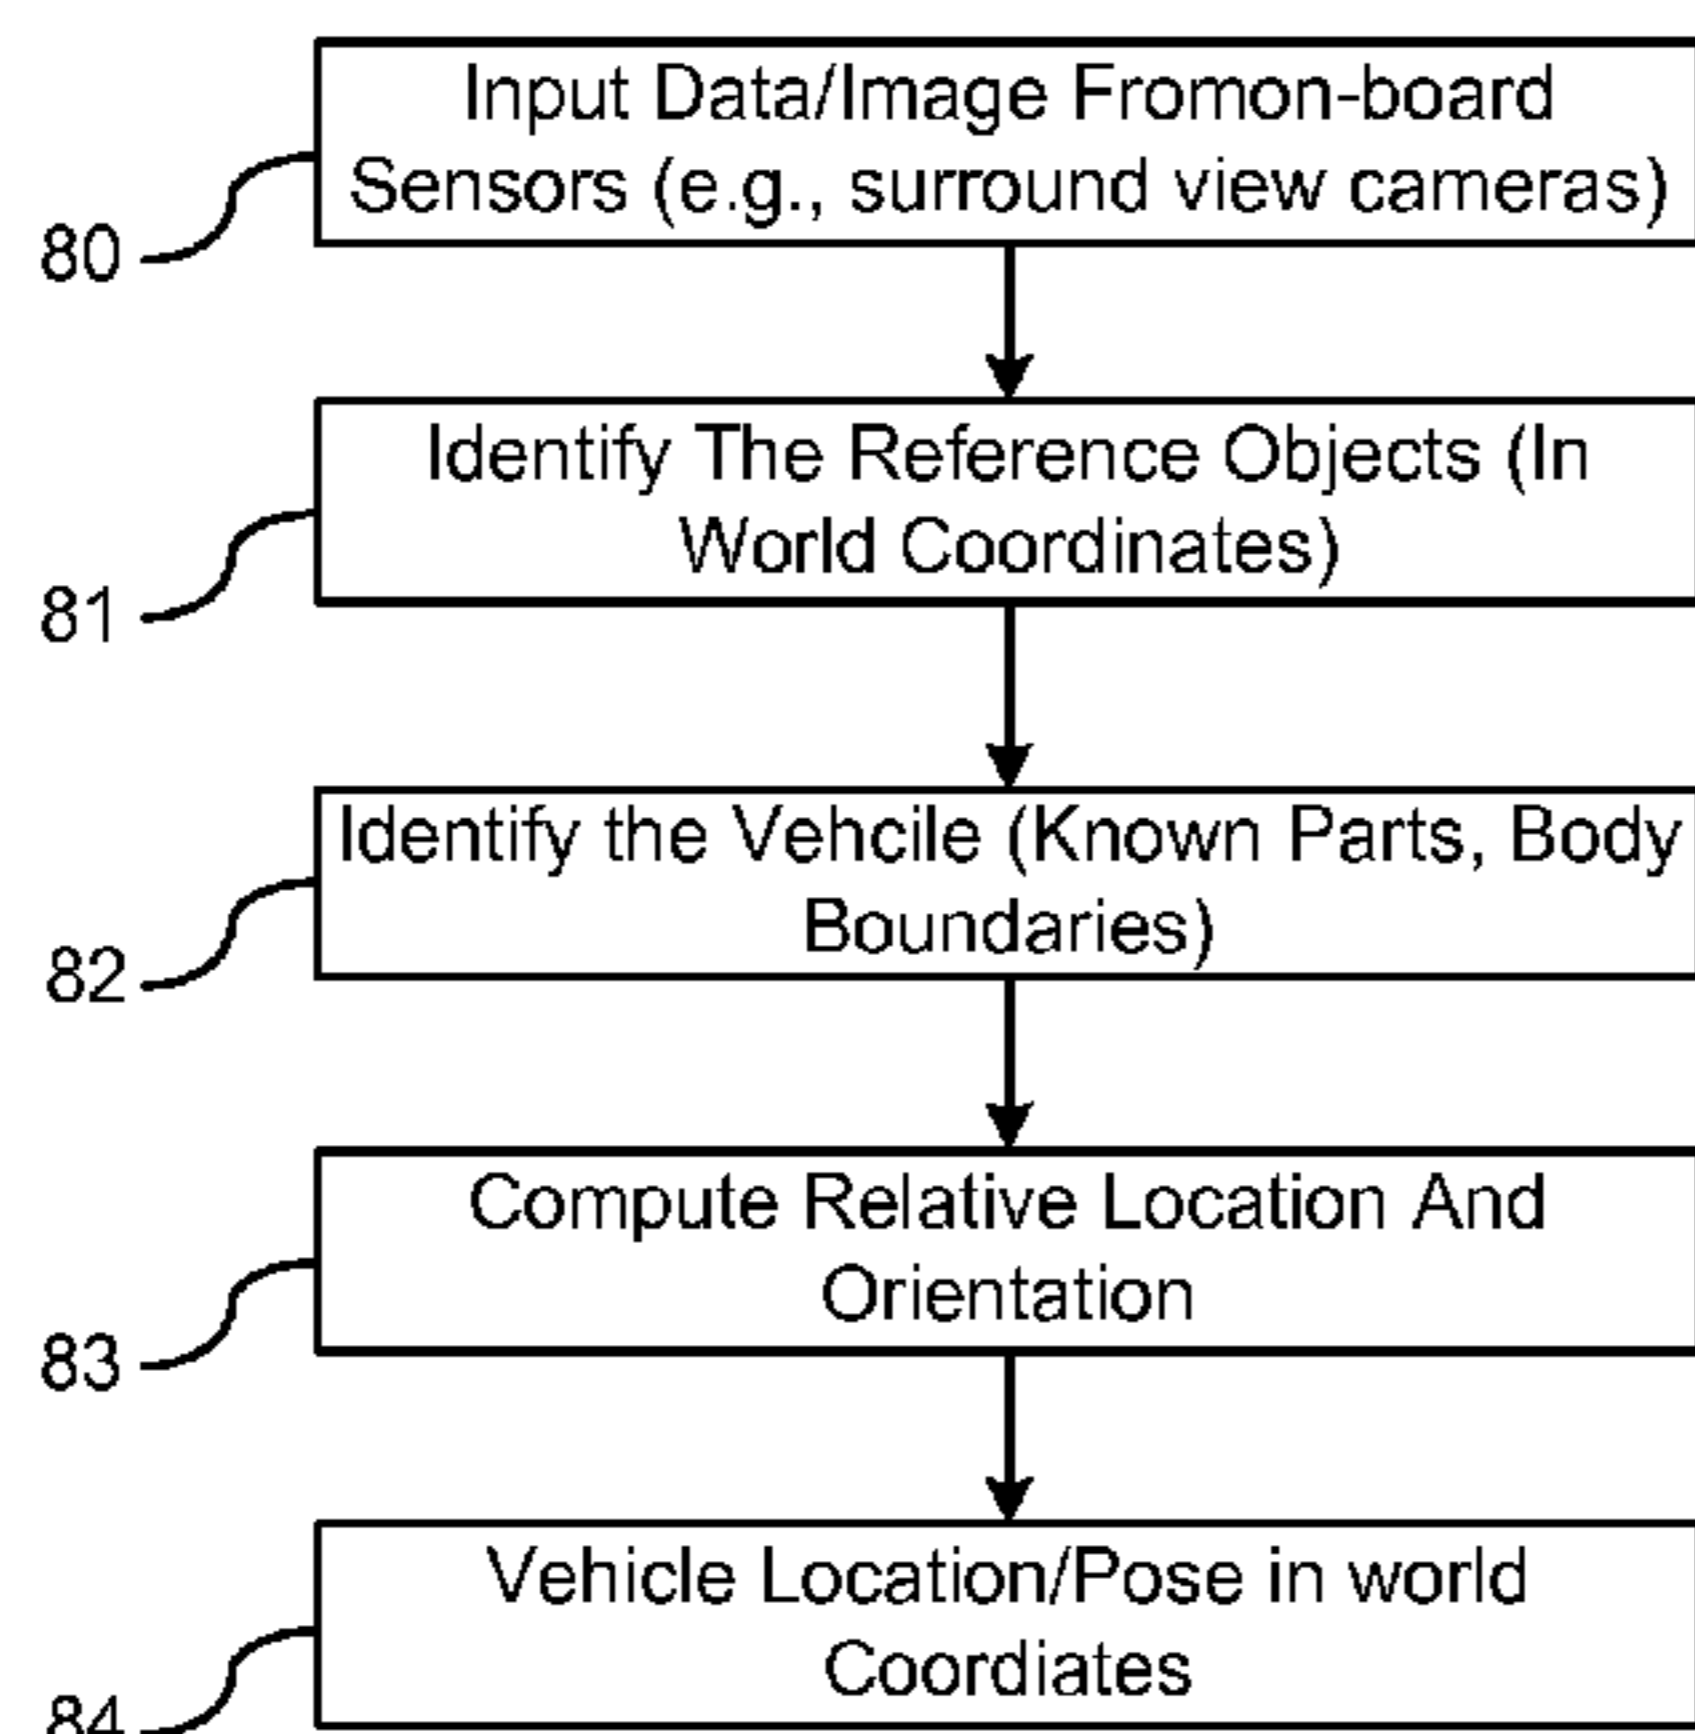 Input Data/Image Fromon-board
Sensors (e.g., surround view cameras)
80
Identify The Reference Objects (In
World Coordinates)
81
Identify the Vehcile (Known Parts, Body
Boundaries)
82
Compute Relative Location And
Orientation
83
Vehicle Location/Pose in world
Coordiates
84